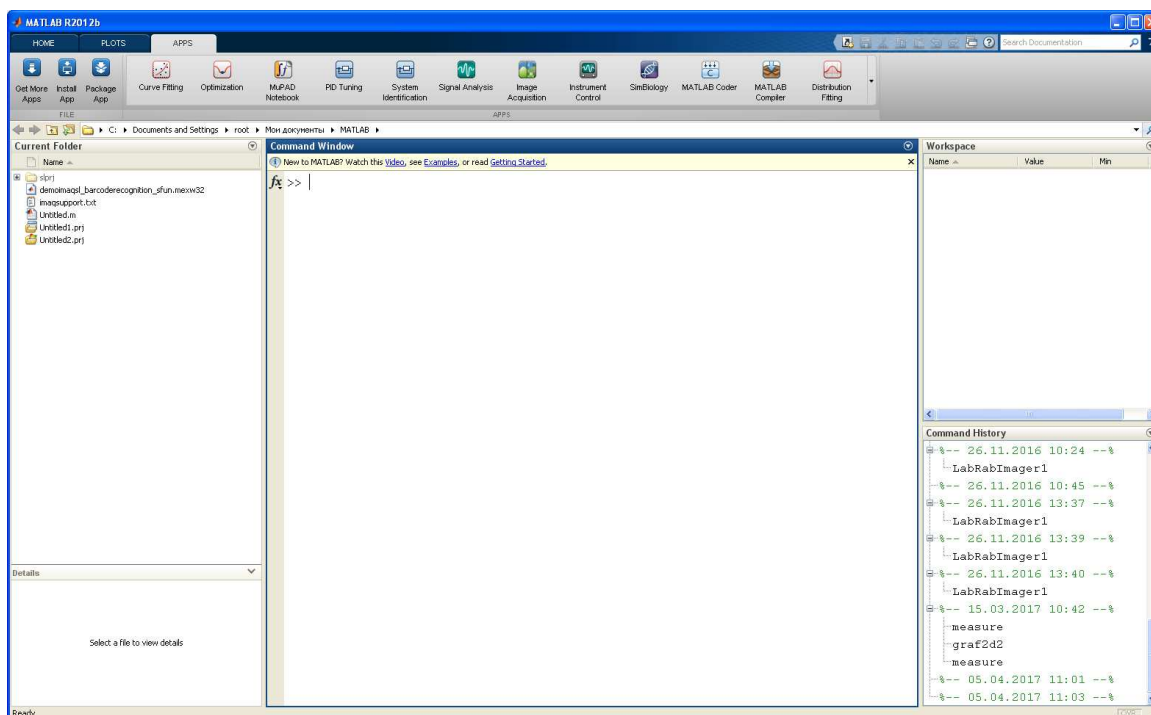 MATLAB R2012b
HOME PLOTS APPS
Search Documentation
Get More Apps
Install App
Package App
Curve Fitting
Optimization
MuPAD Notebook
PID Tuning
System Identification
Signal Analysis
Image Acquisition
Instrument Control
SimBiology
MATLAB Coder
MATLAB Compiler
Distribution Fitting
FILE
APPS
C: Documents and Settings root Мои документы MATLAB
Current Folder
Name
slprj
demoimaqsl_barcoderecognition_sfun.mexw32
imaqsupport.txt
Untitled.m
Untitled1.prj
Untitled2.prj
Details
Select a file to view details
Command Window
New to MATLAB? Watch this Video, see Examples, or read Getting Started.
fx >>
Workspace
Name Value Min
Command History
%-- 26.11.2016 10:24 --%
LabRabImager1
%-- 26.11.2016 10:45 --%
%-- 26.11.2016 13:37 --%
LabRabImager1
%-- 26.11.2016 13:39 --%
LabRabImager1
%-- 26.11.2016 13:40 --%
LabRabImager1
%-- 15.03.2017 10:42 --%
measure
graf2d2
measure
%-- 05.04.2017 11:01 --%
%-- 05.04.2017 11:03 --%
Ready
OVR